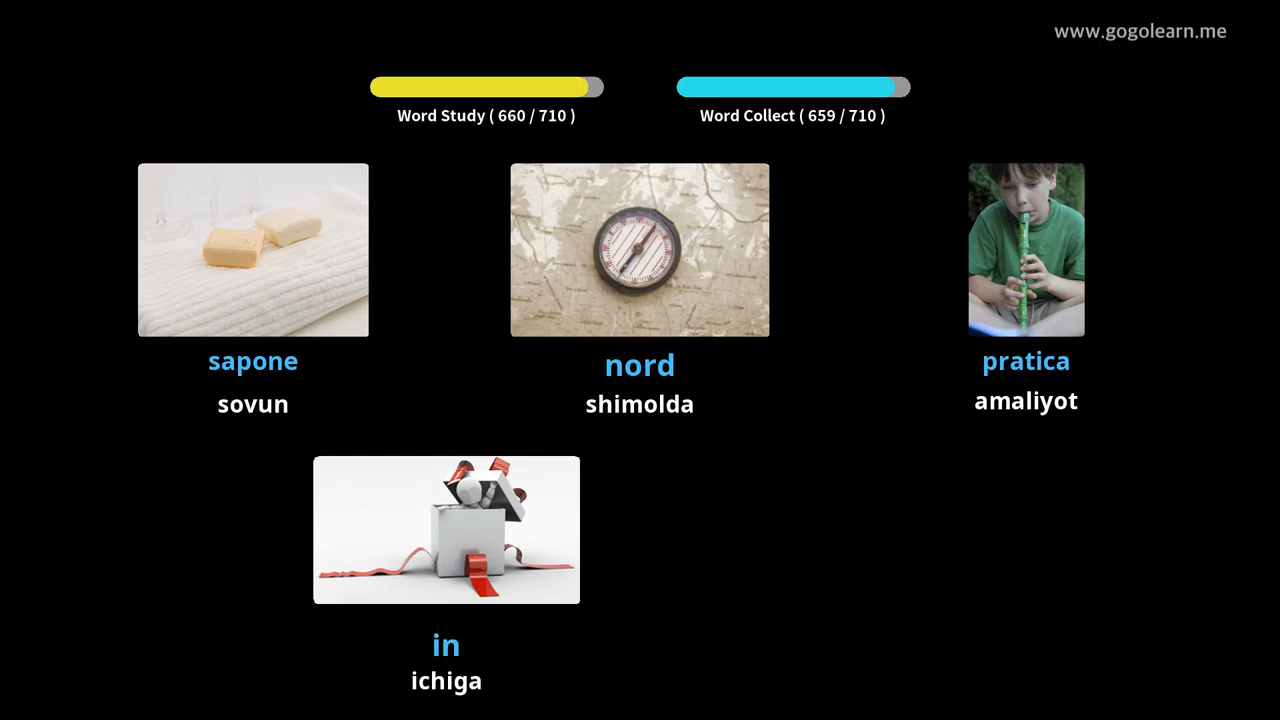 www.gogolearn.me
Word Study ( 660 / 710 )
Word Collect ( 659 / 710 )
sapone
sovun
nord
shimolda
pratica
amaliyot
in
ichiga